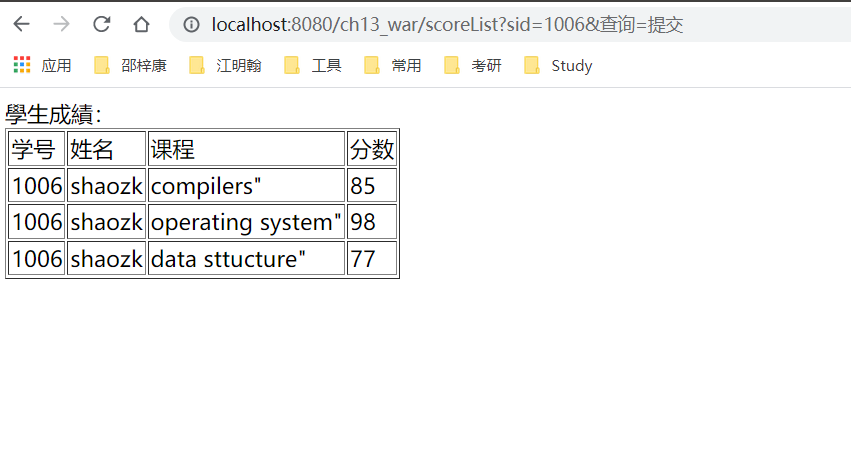 localhost:8080/ch13_war/scoreList?sid=1006&查询=提交
应用 邵梓康 江明翰 工具 常用 考研 Study
學生成績：
学号 姓名 课程 分数
1006 shaozk compilers" 85
1006 shaozk operating system" 98
1006 shaozk data sttucture" 77